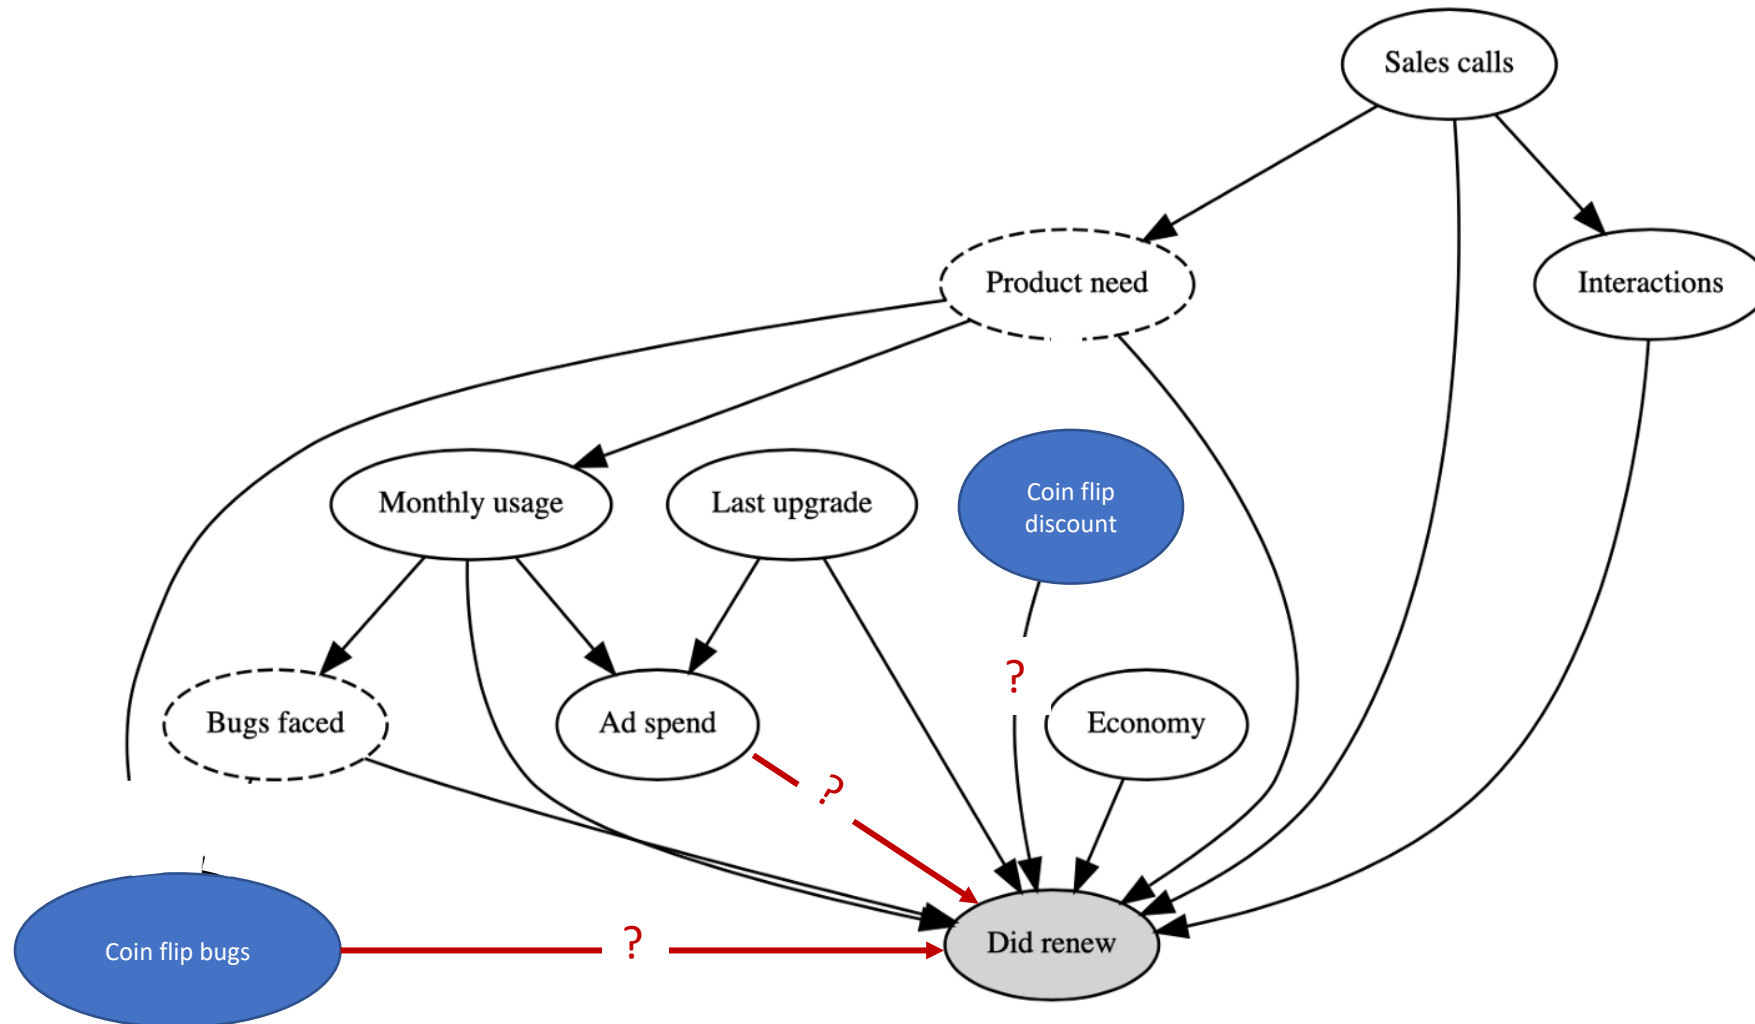 Sales calls
Product need
Interactions
Monthly usage
Last upgrade
Coin flip
discount
?
Bugs faced
Ad spend
Economy
?
Coin flip bugs
?
Did renew